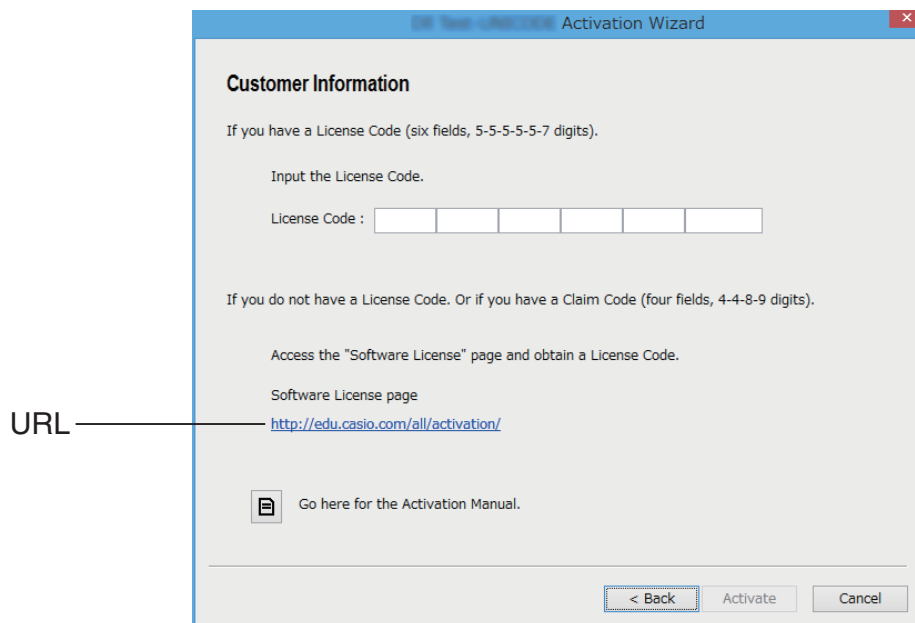 Activation Wizard
Customer Information
If you have a License Code (six fields, 5-5-5-5-5-7 digits).
Input the License Code.
License Code :
If you do not have a License Code. Or if you have a Claim Code (four fields, 4-4-8-9 digits).
Access the "Software License" page and obtain a License Code.
Software License page
URL
http://edu.casio.com/all/activation/
Go here for the Activation Manual.
< Back
Activate
Cancel